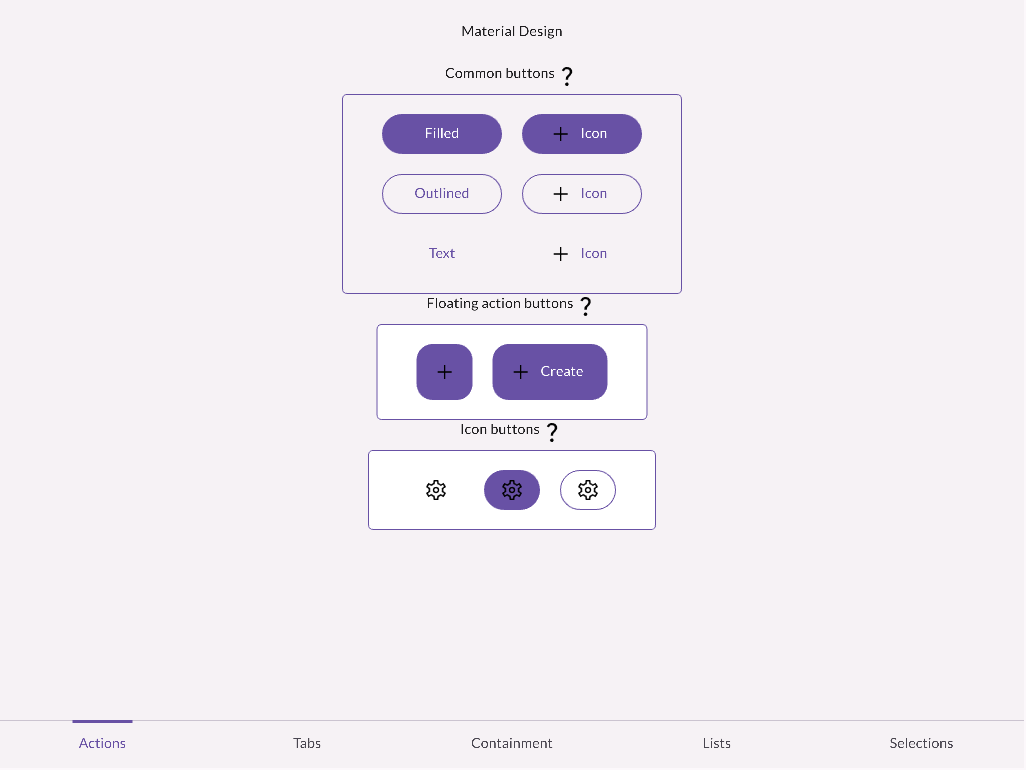 Material Design
Common buttons ?
Filled
Icon
Outlined
Icon
Text
Icon
Floating action buttons ?
Create
Icon buttons ?
Actions
Tabs
Containment
Lists
Selections